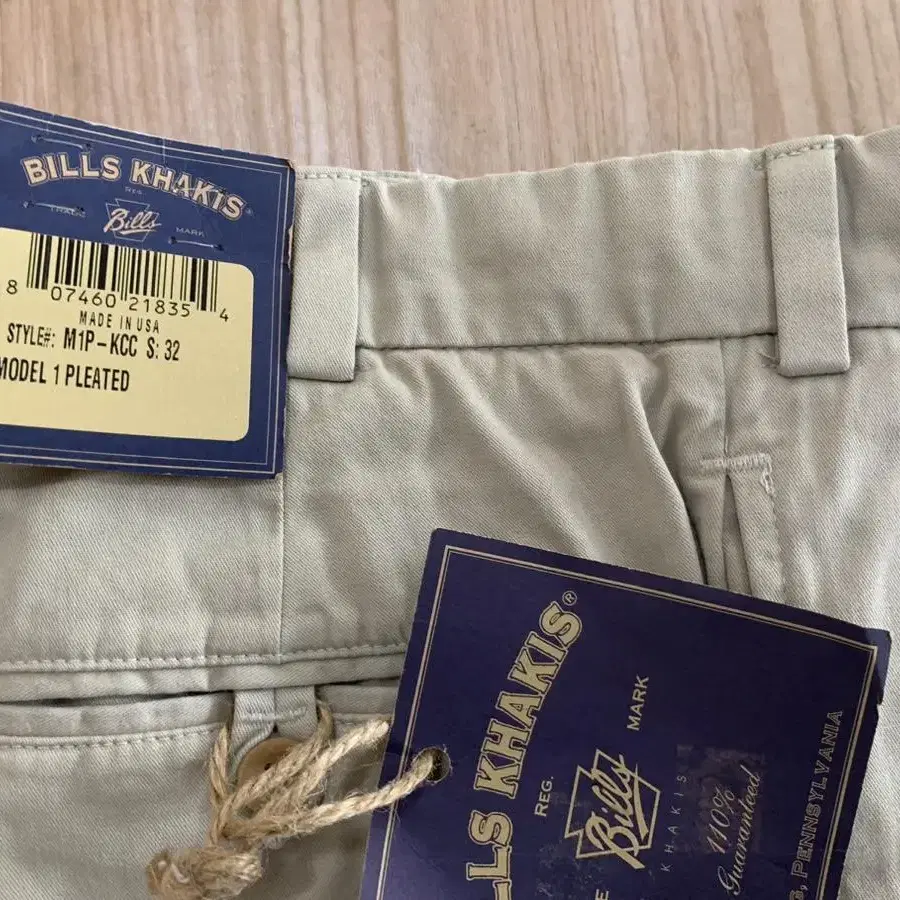 BILLS KHAKIS®
REG.
TRADE Bills MARK
8 07460 21835 4
MADE IN USA
STYLE#: M1P-KCC S: 32
MODEL 1 PLEATED
BILLS KHAKIS®
REG.
Bills
MARK
KHAKIS
110%
Guaranteed
PENNSYLVANIA